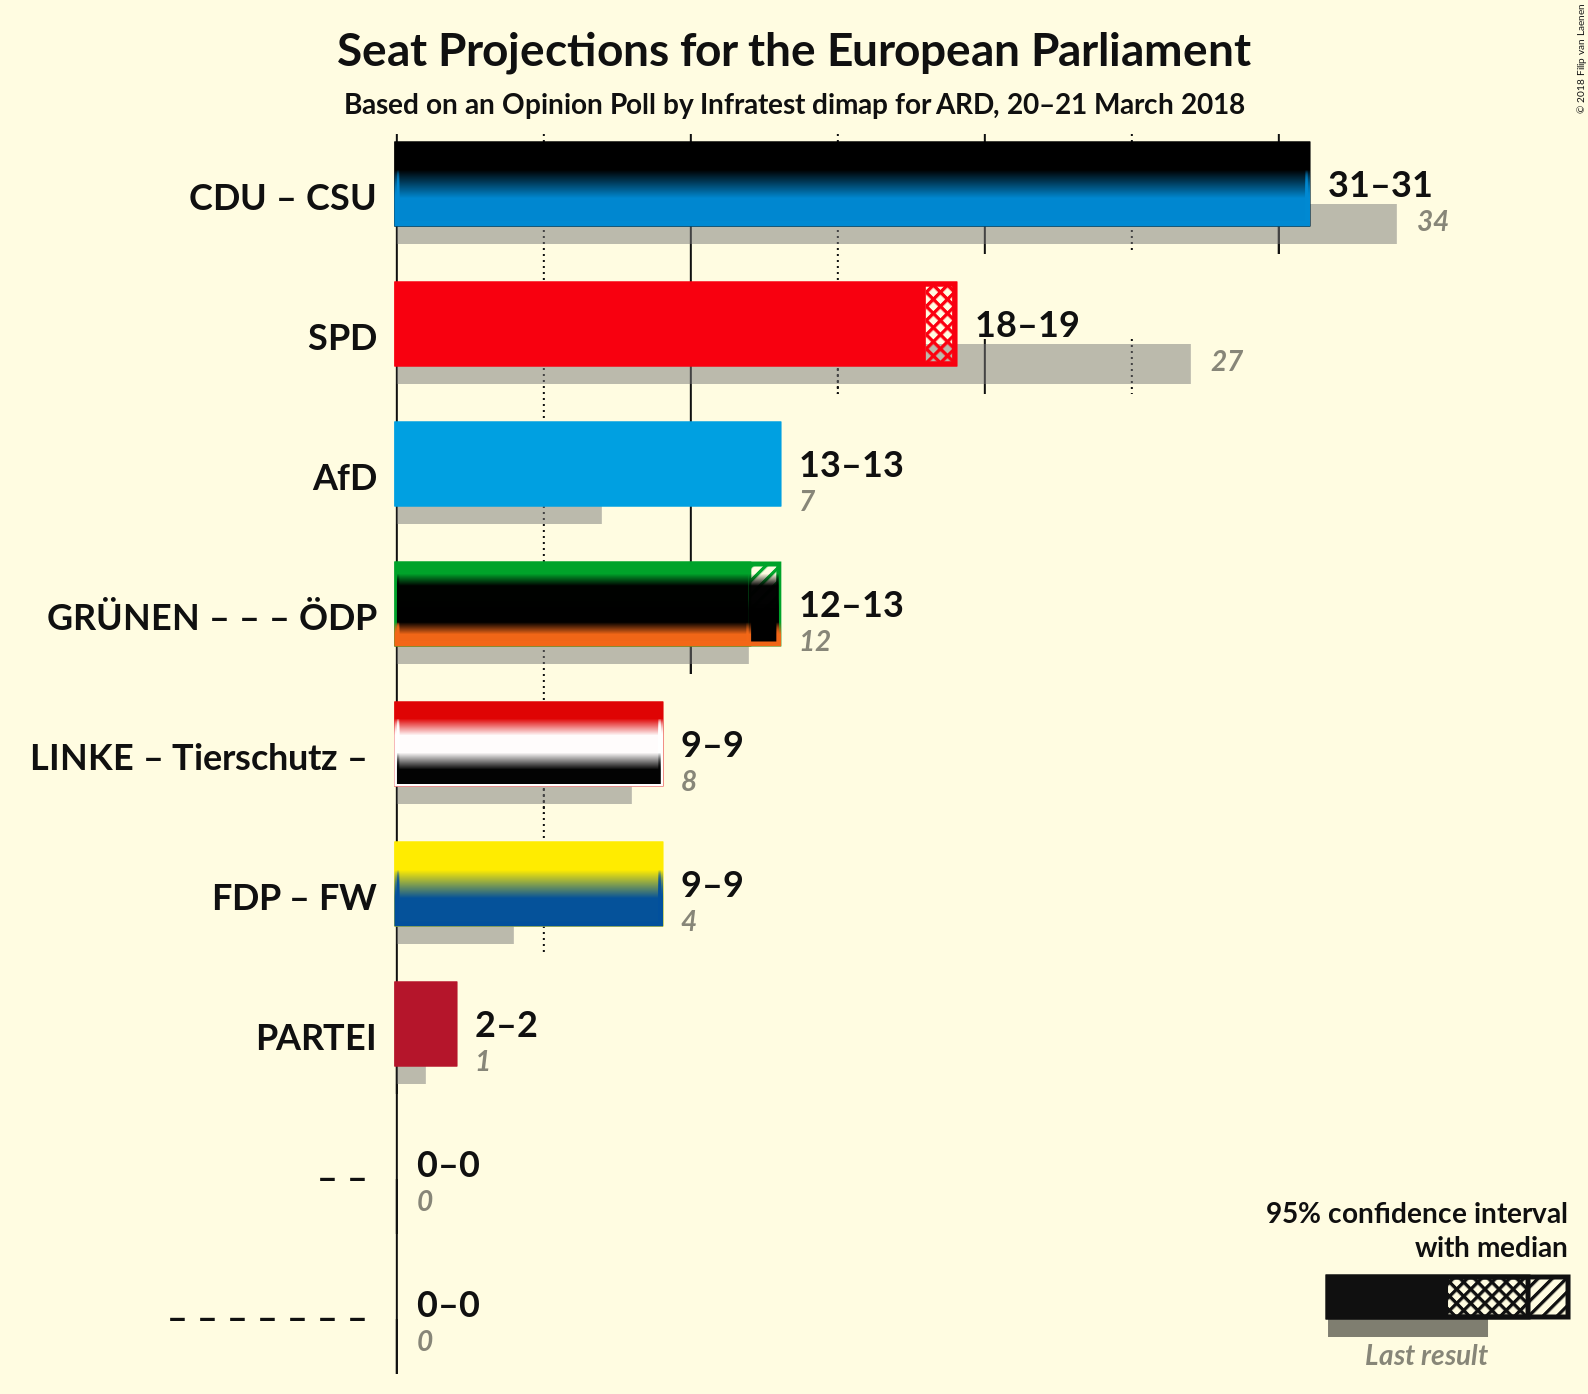 Seat Projections for the European Parliament
Based on an Opinion Poll by Infratest dimap for ARD, 20–21 March 2018
© 2018 Filip van Laenen
CDU – CSU
31–31
34
SPD
18–19
27
AfD
13–13
7
GRÜNEN – – – ÖDP
12–13
12
LINKE – Tierschutz –
9–9
8
FDP – FW
9–9
4
PARTEI
2–2
1
– –
0–0
0
– – – – – – –
0–0
0
95% confidence interval
with median
Last result